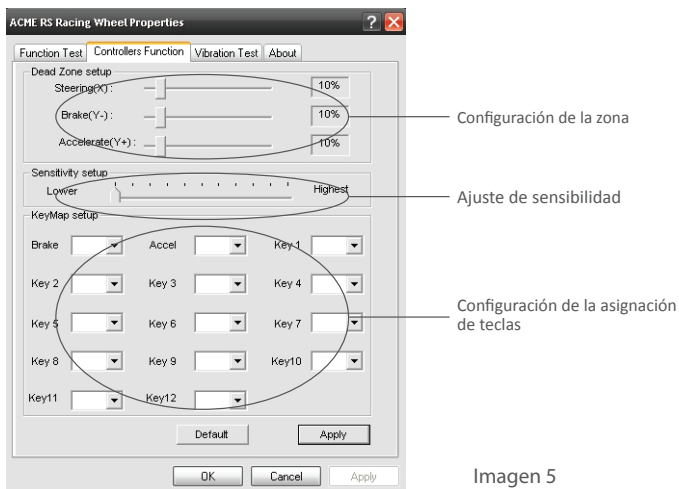 ACME RS Racing Wheel Properties
Function Test Controllers Function Vibration Test About
Dead Zone setup
Steering(X) : 10%
Brake(Y-) : 10%
Accelerate(Y+) : 10%
Configuración de la zona
Sensitivity setup
Lower Highest
Ajuste de sensibilidad
KeyMap setup
Brake Accel Key 1
Key 2 Key 3 Key 4
Key 5 Key 6 Key 7
Configuración de la asignación
de teclas
Key 8 Key 9 Key10
Key11 Key12
Default Apply
OK Cancel Apply
Imagen 5